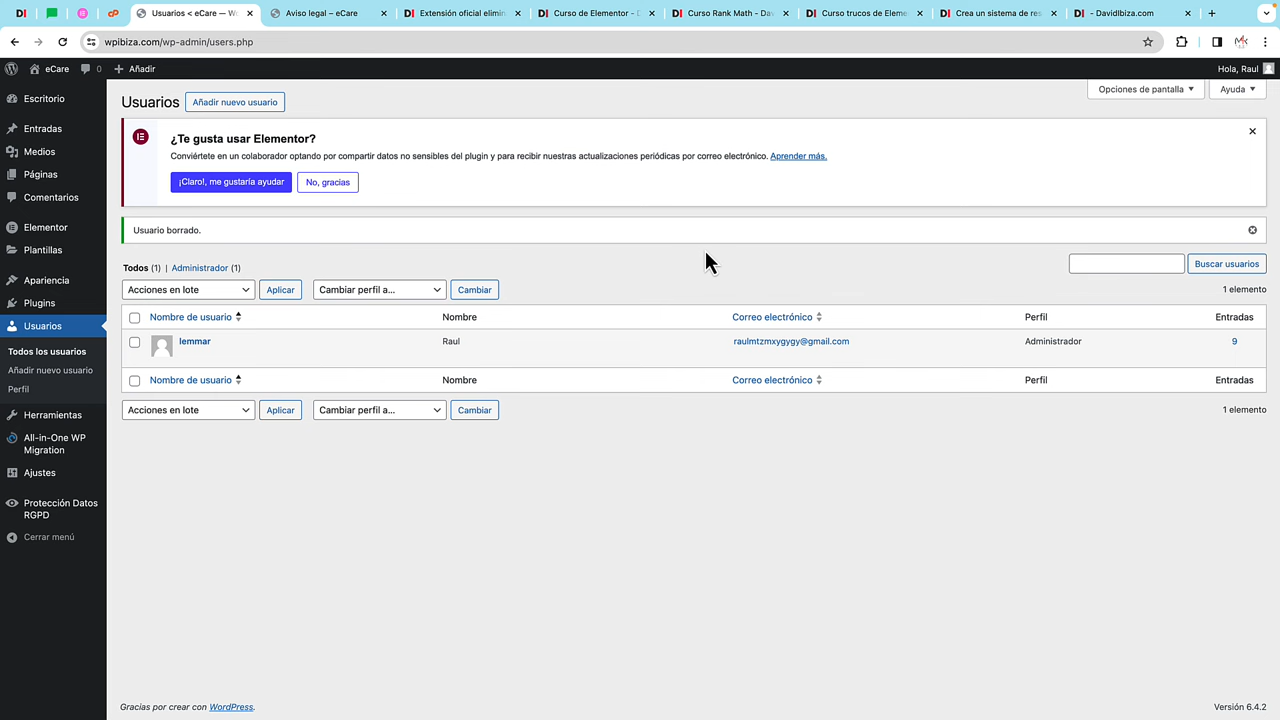 Usuarios < eCare — W
Aviso legal – eCare
Extensión oficial elimin
Curso de Elementor - D
Curso Rank Math - Dav
Curso Trucos de Elemen
Crea un sistema de res
- DavidIbiza.com
wpibiza.com/wp-admin/users.php
eCare
0
Añadir
Hola, Raul
Escritorio
Entradas
Medios
Páginas
Comentarios
Elementor
Plantillas
Apariencia
Plugins
Usuarios
Todos los usuarios
Añadir nuevo usuario
Perfil
Herramientas
All-in-One WP
Migration
Ajustes
Protección Datos
RGPD
Cerrar menú
Opciones de pantalla
Ayuda
Usuarios
Añadir nuevo usuario
¿Te gusta usar Elementor?
Conviértete en un colaborador optando por compartir datos no sensibles del plugin y para recibir nuestras actualizaciones periódicas por correo electrónico. Aprender más.
¡Claro!, me gustaría ayudar
No, gracias
Usuario borrado.
Todos (1) | Administrador (1)
Buscar usuarios
Acciones en lote
Aplicar
Cambiar perfil a...
Cambiar
1 elemento
Nombre de usuario
Nombre
Correo electrónico
Perfil
Entradas
lemmar
Raul
raulmtzmxygygy@gmail.com
Administrador
9
Nombre de usuario
Nombre
Correo electrónico
Perfil
Entradas
Acciones en lote
Aplicar
Cambiar perfil a...
Cambiar
1 elemento
Gracias por crear con WordPress.
Versión 6.4.2